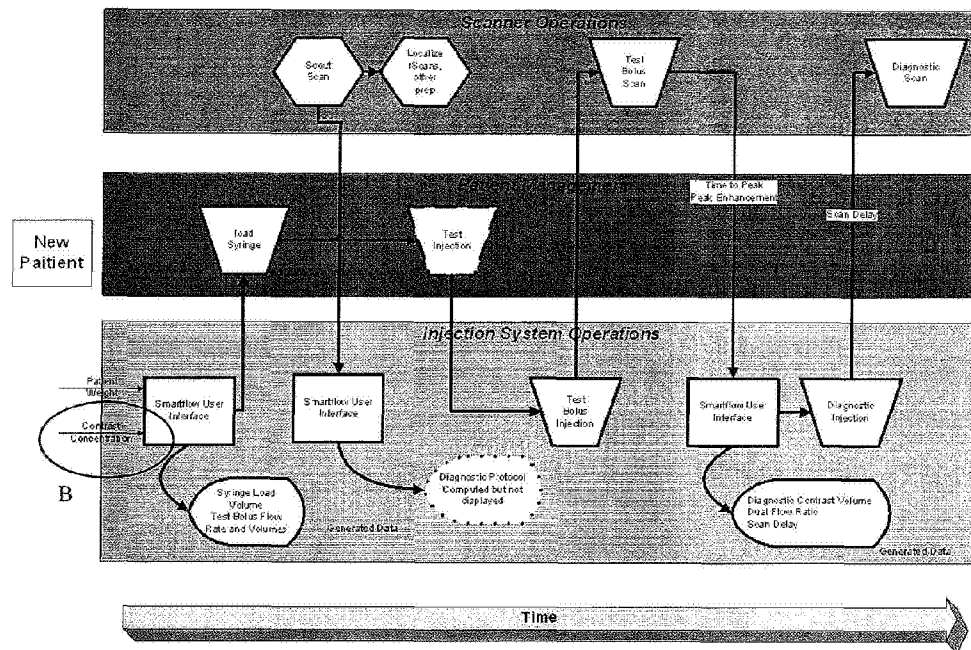 Scanner Operations
Scout
Scan
Localize
rScans,
other
prep.
Test
Bolus
Scan
Diagnostic
Scan
Patient Management
Time to Peak
Peak Enhancement
Scan Delay
New
Paitient
load
Syringe
Test
Injection
Injection System Operations
Patient
Weight
Contrast
Concentration
B
Smartflow User
Interface
Smartflow User
Interface
Test
Bolus
Injection
Smartflow User
Interface
Diagnostic
Injection
Syringe Load
Volume
Test Bolus Flow
Rate and Volumes
Generated Data
Diagnostic Protocol
Computed but not
displayed
Diagnostic Contrast Volume
Dual Flow Ratio
Scan Delay
Generated Data
Time